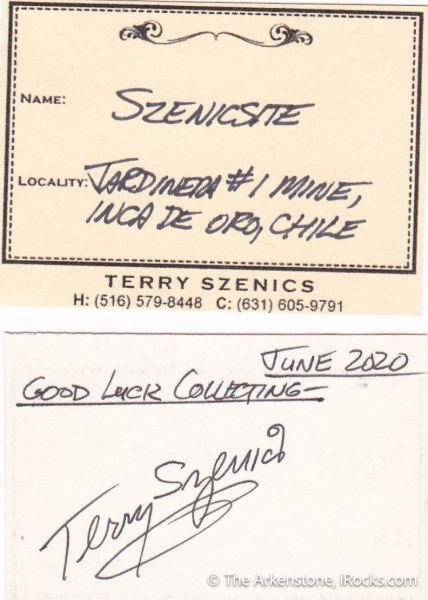 NAME: SZENICSITE
LOCALITY: JARDINERA #1 MINE,
INCA DE ORO, CHILE
TERRY SZENICS
H: (516) 579-8448 C: (631) 605-9791
JUNE 2020
GOOD LUCK COLLECTING—
Terry Szenics
© The Arkenstone, iRocks.com